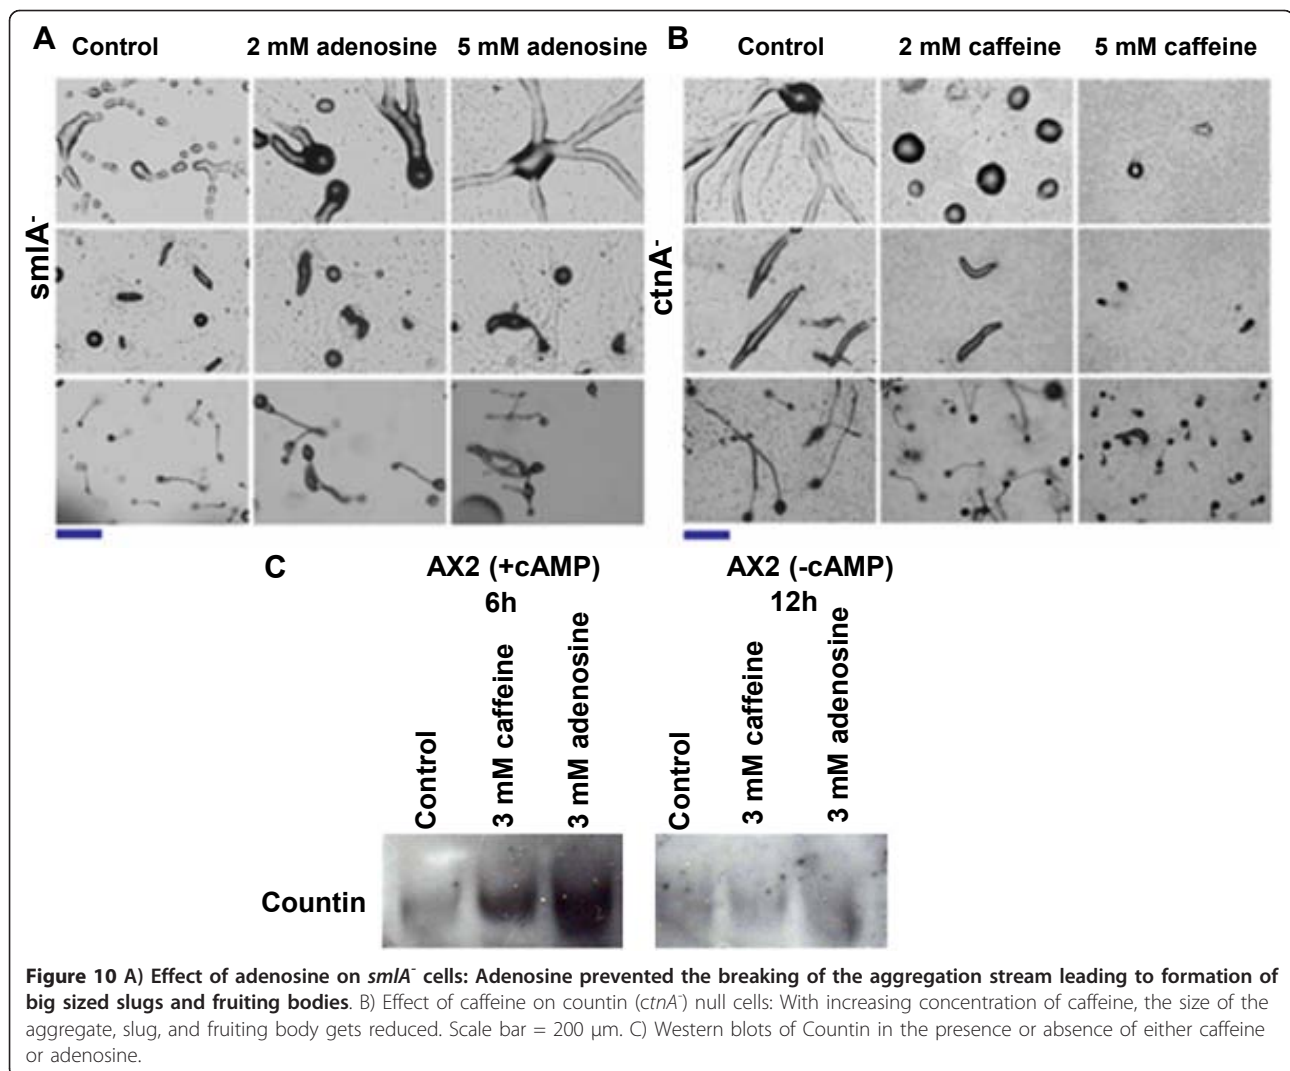 A Control 2 mM adenosine 5 mM adenosine
B Control 2 mM caffeine 5 mM caffeine
smlA-
ctnA-
C AX2 (+cAMP) AX2 (-cAMP)
6h 12h
Control
3 mM caffeine
3 mM adenosine
Control
3 mM caffeine
3 mM adenosine
Countin
Figure 10 A) Effect of adenosine on smlA- cells: Adenosine prevented the breaking of the aggregation stream leading to formation of
big sized slugs and fruiting bodies. B) Effect of caffeine on countin (ctnA-) null cells: With increasing concentration of caffeine, the size of the
aggregate, slug, and fruiting body gets reduced. Scale bar = 200 μm. C) Western blots of Countin in the presence or absence of either caffeine
or adenosine.